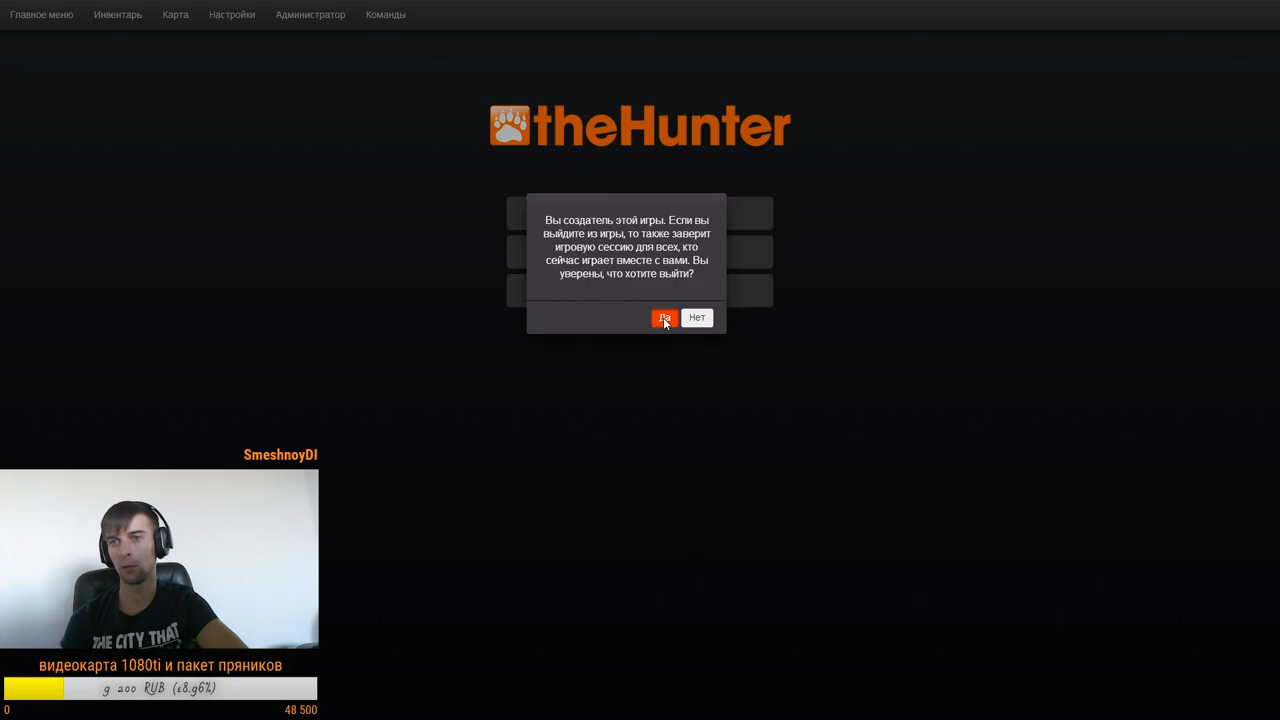 Главное меню Инвентарь Карта Настройки Администратор Команды
theHunter
Вы создатель этой игры. Если вы
выйдите из игры, то также заверит
игровую сессию для всех, кто
сейчас играет вместе с вами. Вы
уверены, что хотите выйти?
Да Нет
SmeshnoyDI
THE CITY THAT
видеокарта 1080ti и пакет пряников
9 200 RUB (18.96%)
0 48 500